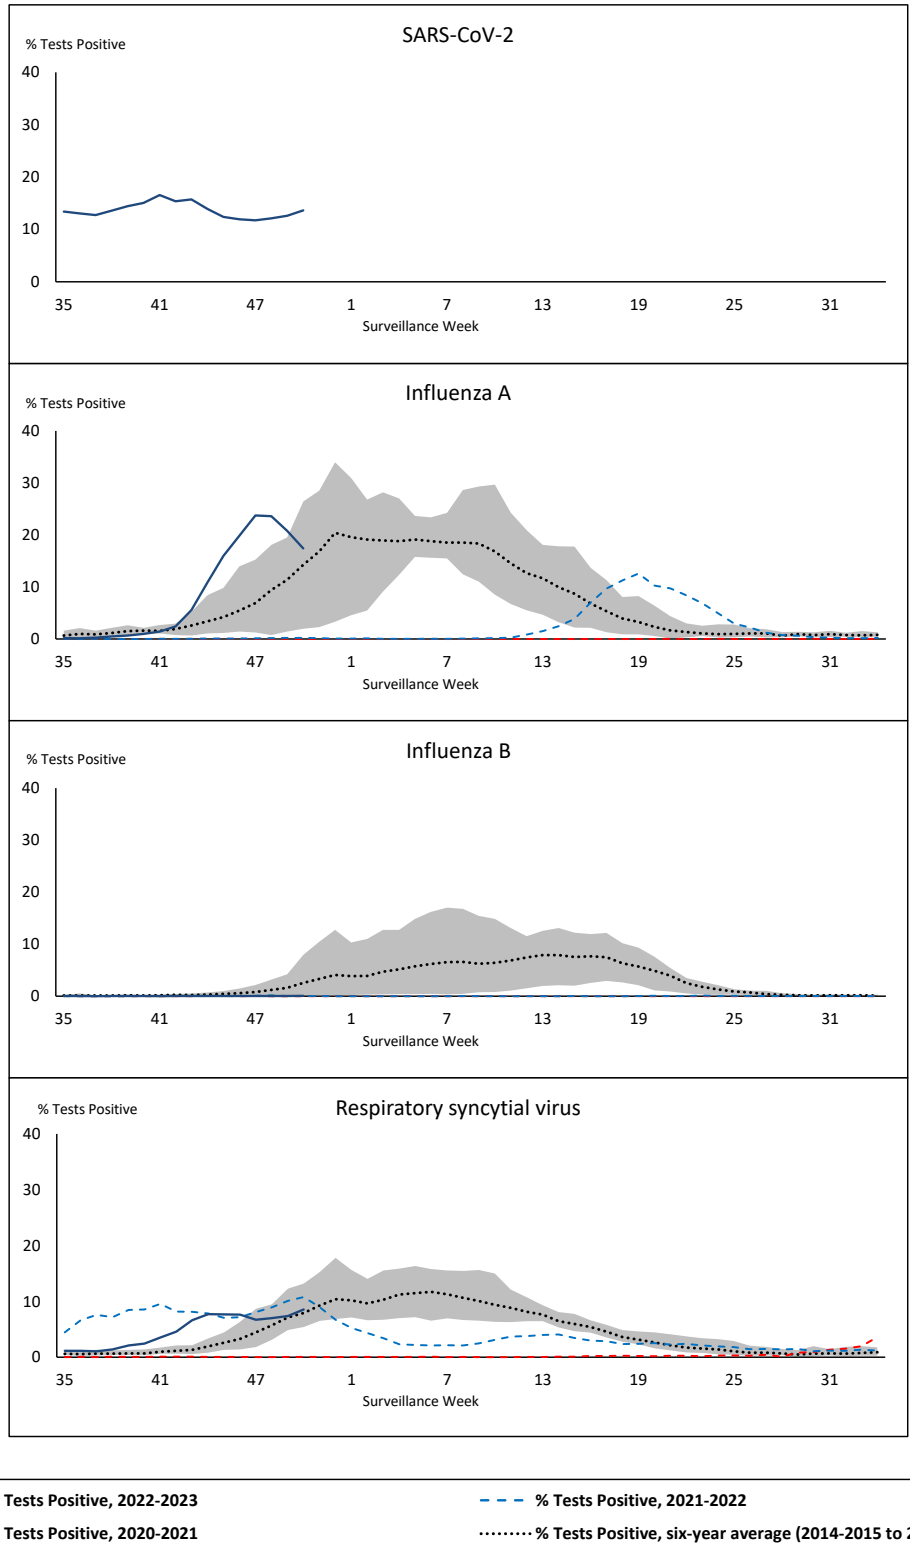 SARS-CoV-2
% Tests Positive
40
30
20
10
0
35 41 47 1 7 13 19 25 31
Surveillance Week
Influenza A
% Tests Positive
40
30
20
10
0
35 41 47 1 7 13 19 25 31
Surveillance Week
Influenza B
% Tests Positive
40
30
20
10
0
35 41 47 1 7 13 19 25 31
Surveillance Week
Respiratory syncytial virus
% Tests Positive
40
30
20
10
0
35 41 47 1 7 13 19 25 31
Surveillance Week
Tests Positive, 2022-2023 % Tests Positive, 2021-2022
Tests Positive, 2020-2021 % Tests Positive, six-year average (2014-2015 to 2